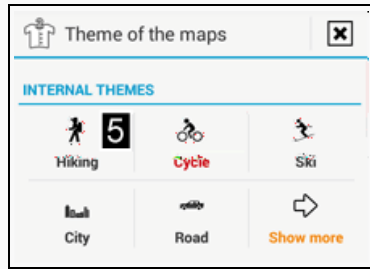 Theme of the maps
INTERNAL THEMES
5
Hiking Cycle Ski
City Road Show more